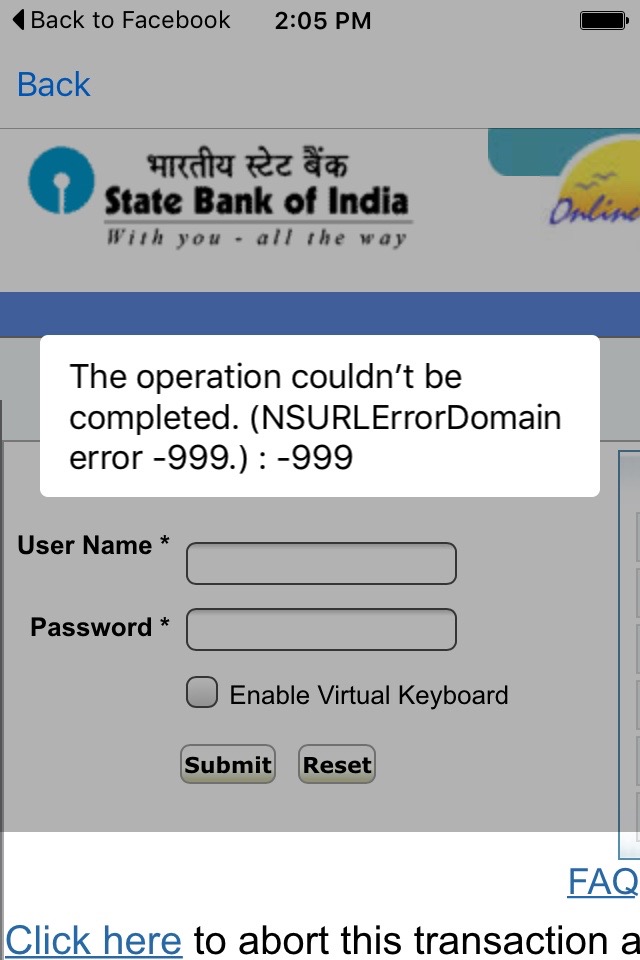 Back to Facebook 2:05 PM
Back
भारतीय स्टेट बैंक
State Bank of India
With you - all the way
Online
The operation couldn’t be
completed. (NSURLErrorDomain
error -999.) : -999
User Name *
Password *
Enable Virtual Keyboard
Submit Reset
FAQ
Click here to abort this transaction a